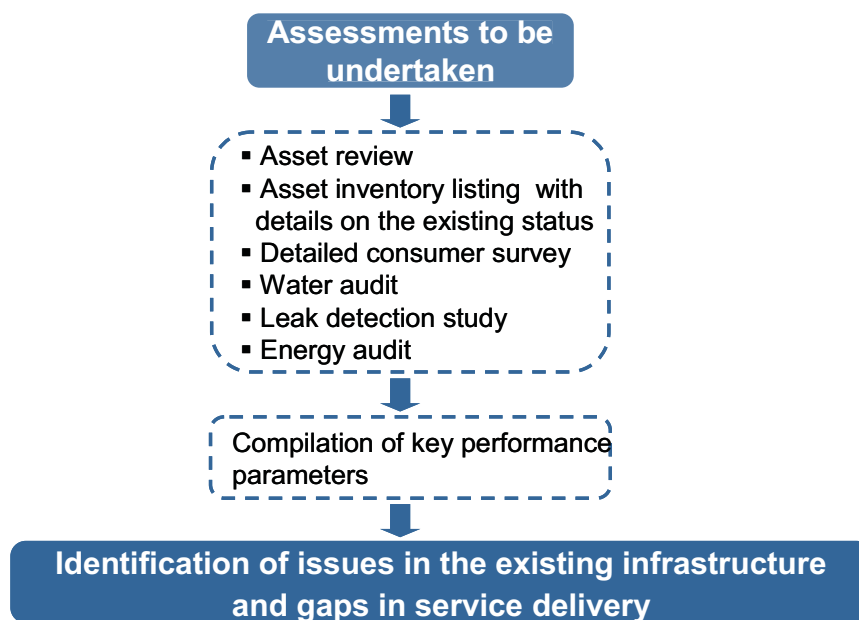 Assessments to be
undertaken
▪ Asset review
▪ Asset inventory listing with
details on the existing status
▪ Detailed consumer survey
▪ Water audit
▪ Leak detection study
▪ Energy audit
Compilation of key performance
parameters
Identification of issues in the existing infrastructure
and gaps in service delivery